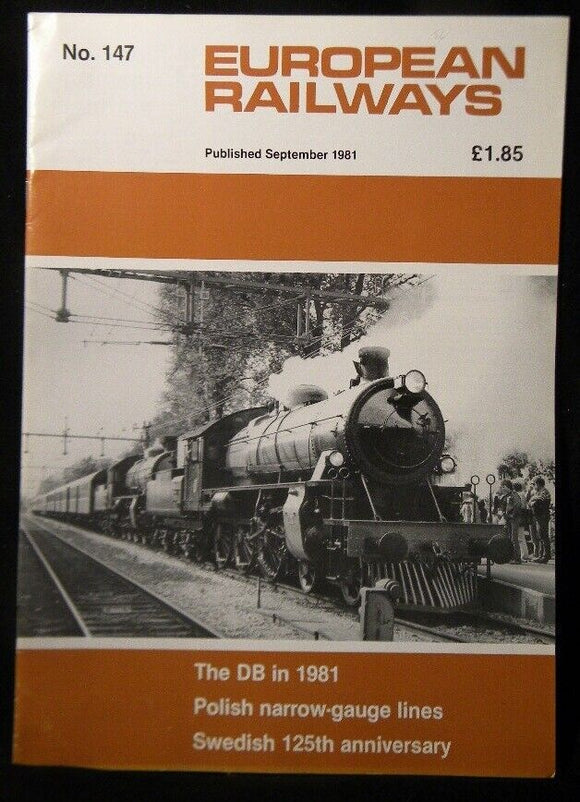 No. 147
EUROPEAN
RAILWAYS
Published September 1981
£1.85
The DB in 1981
Polish narrow-gauge lines
Swedish 125th anniversary